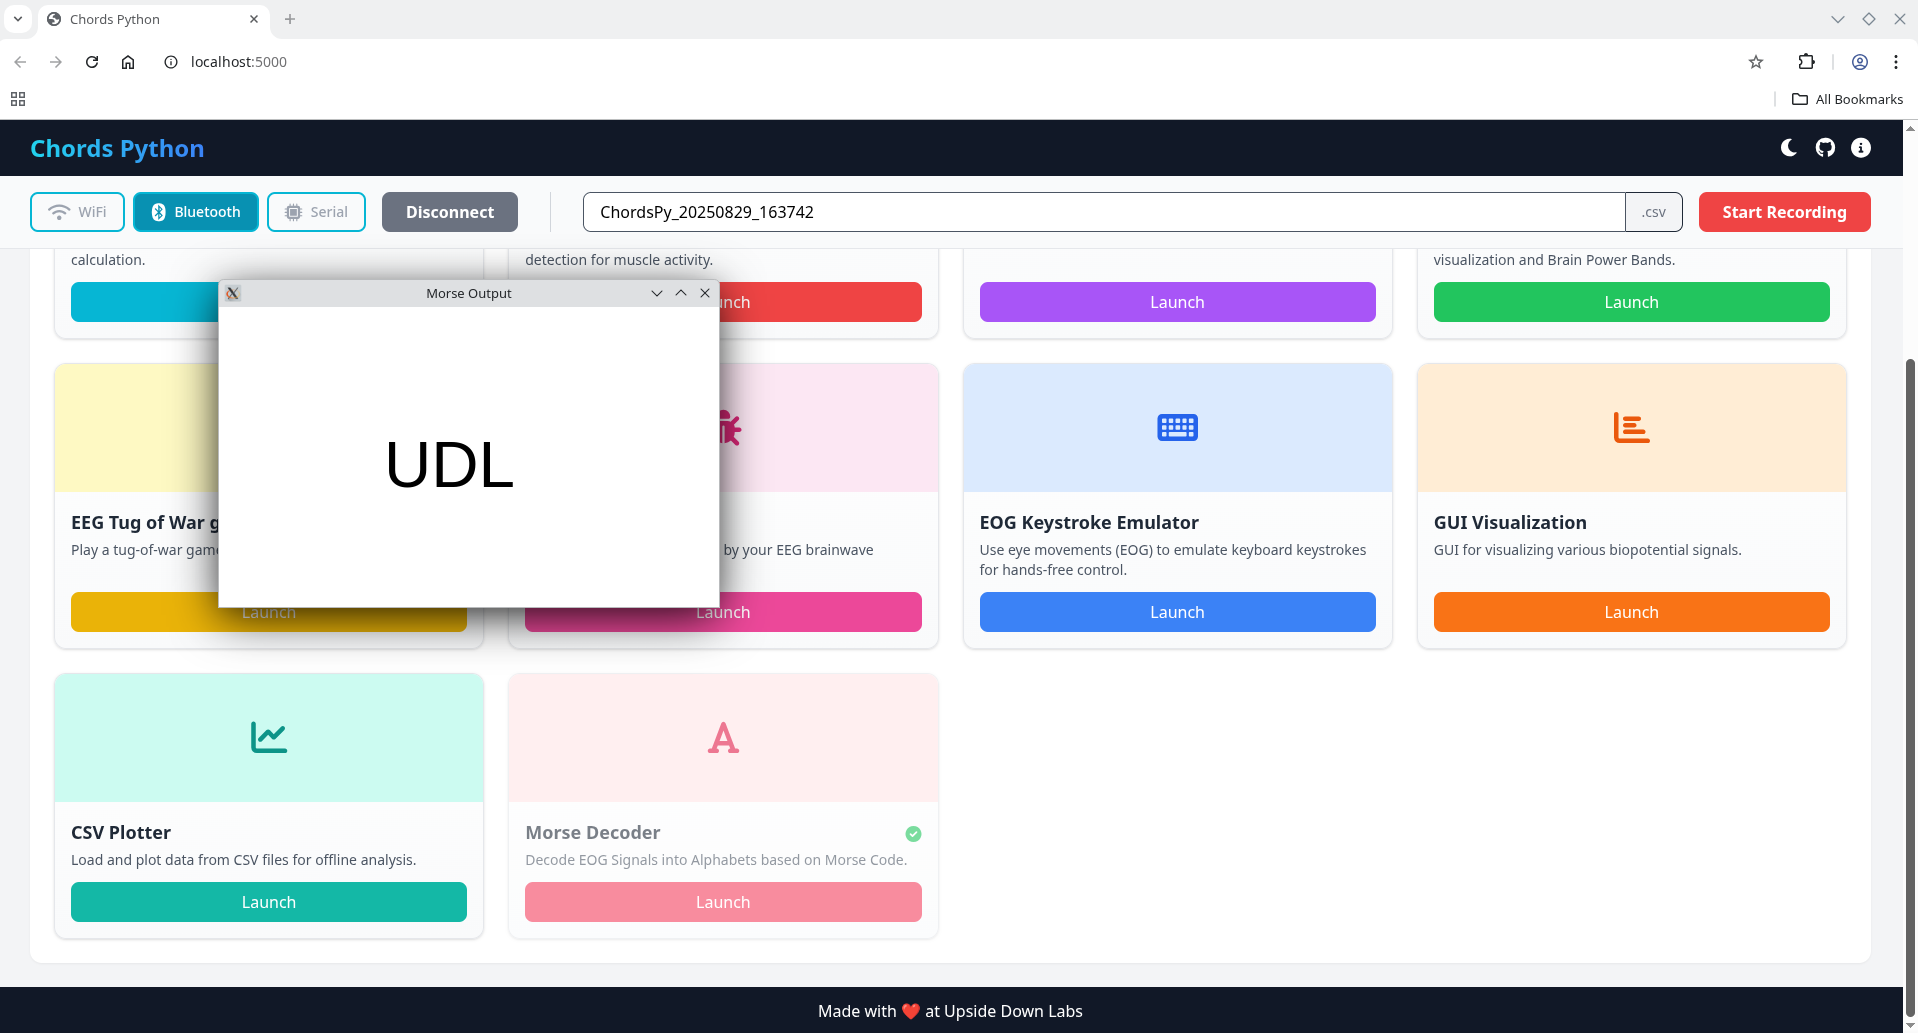 Chords Python
localhost:5000
All Bookmarks
Chords Python
WiFi
Bluetooth
Serial
Disconnect
ChordsPy_20250829_163742
.csv
Start Recording
calculation.
detection for muscle activity.
visualization and Brain Power Bands.
Launch
Launch
Morse Output
UDL
EEG Tug of War
Play a tug-of-war
by your EEG brainwave
Launch
Launch
EOG Keystroke Emulator
Use eye movements (EOG) to emulate keyboard keystrokes
for hands-free control.
Launch
GUI Visualization
GUI for visualizing various biopotential signals.
Launch
CSV Plotter
Load and plot data from CSV files for offline analysis.
Launch
Morse Decoder
Decode EOG Signals into Alphabets based on Morse Code.
Launch
Made with ❤️ at Upside Down Labs